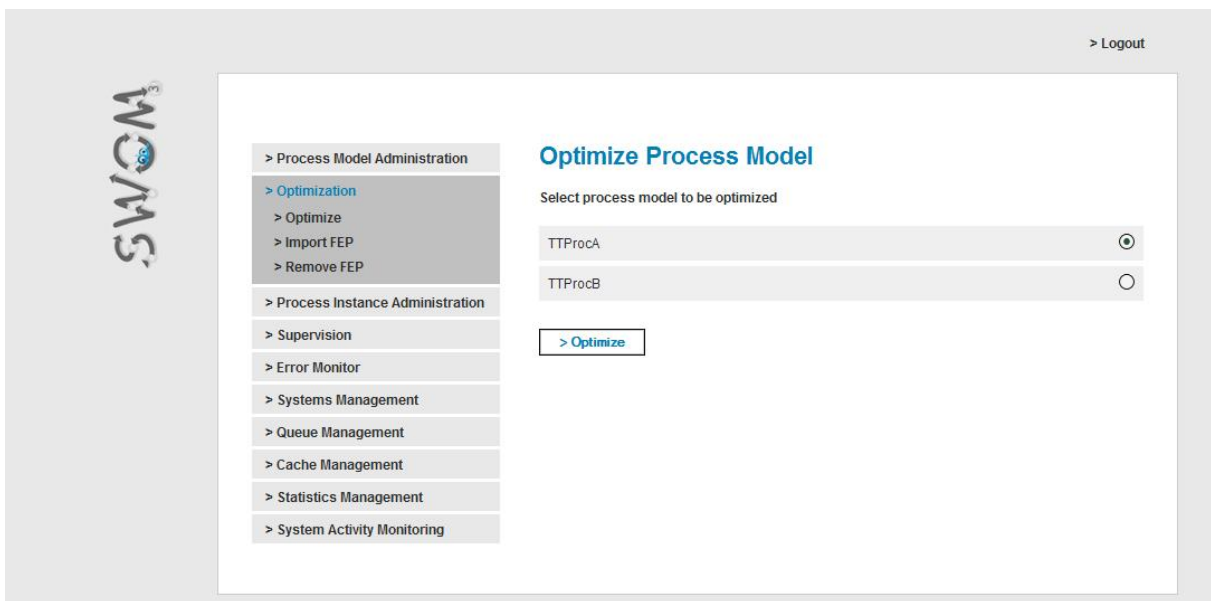 > Logout
SWOM³
> Process Model Administration
> Optimization
> Optimize
> Import FEP
> Remove FEP
> Process Instance Administration
> Supervision
> Error Monitor
> Systems Management
> Queue Management
> Cache Management
> Statistics Management
> System Activity Monitoring
Optimize Process Model
Select process model to be optimized
TTProcA
TTProcB
> Optimize